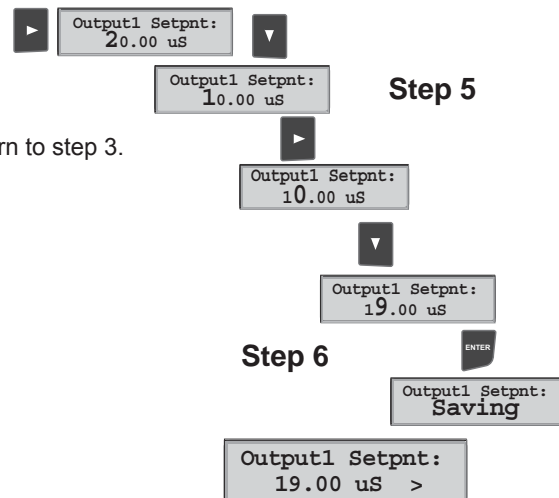 Output1 Setpnt:
20.00 uS
Output1 Setpnt:
10.00 uS
Step 5
rn to step 3.
Output1 Setpnt:
10.00 uS
Output1 Setpnt:
19.00 uS
Step 6
ENTER
Output1 Setpnt:
Saving
Output1 Setpnt:
19.00 uS >